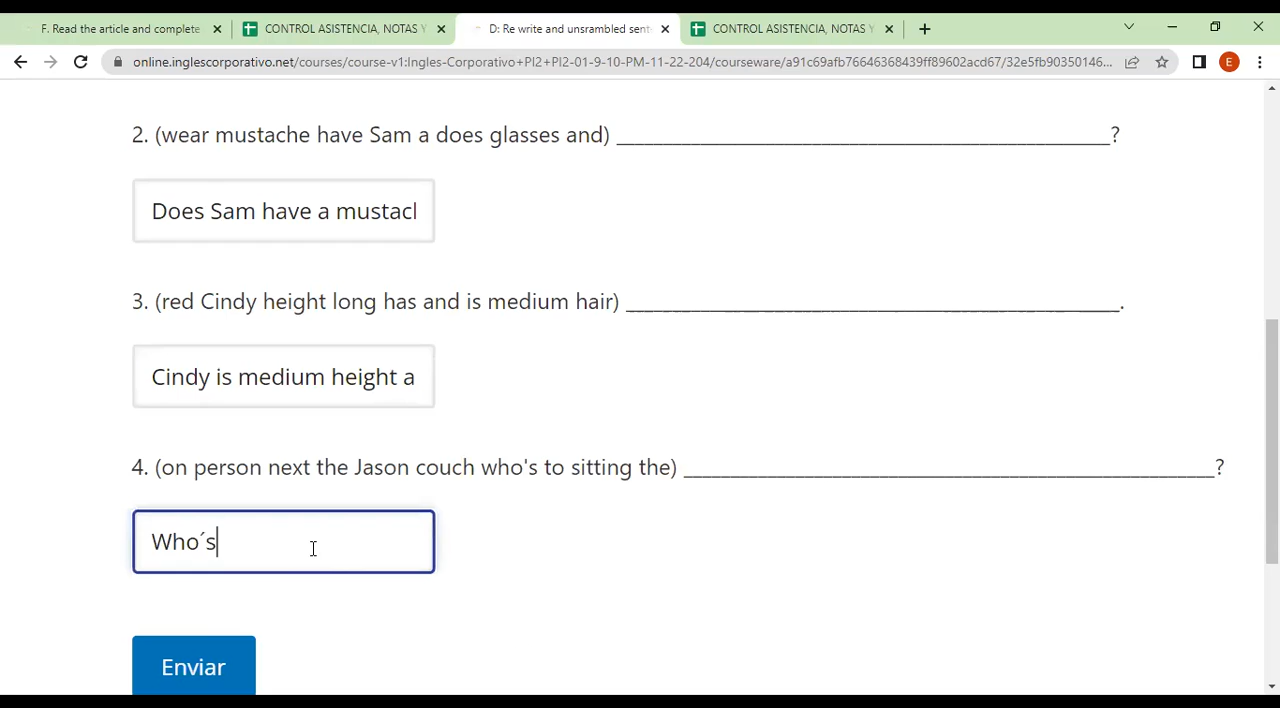 F. Read the article and complete
CONTROL ASISTENCIA, NOTAS Y
D: Re write and unsrambled sent
CONTROL ASISTENCIA, NOTAS Y
online.inglescorporativo.net/courses/course-v1:Ingles-Corporativo+PI2+PI2-01-9-10-PM-11-22-204/courseware/a91c69afb76646368439ff89602acd67/32e5fb90350146...
E
2. (wear mustache have Sam a does glasses and) ______________________________________________?
Does Sam have a mustacl
3. (red Cindy height long has and is medium hair) ______________________________________________.
Cindy is medium height a
4. (on person next the Jason couch who's to sitting the) __________________________________________________?
Who´s
Enviar